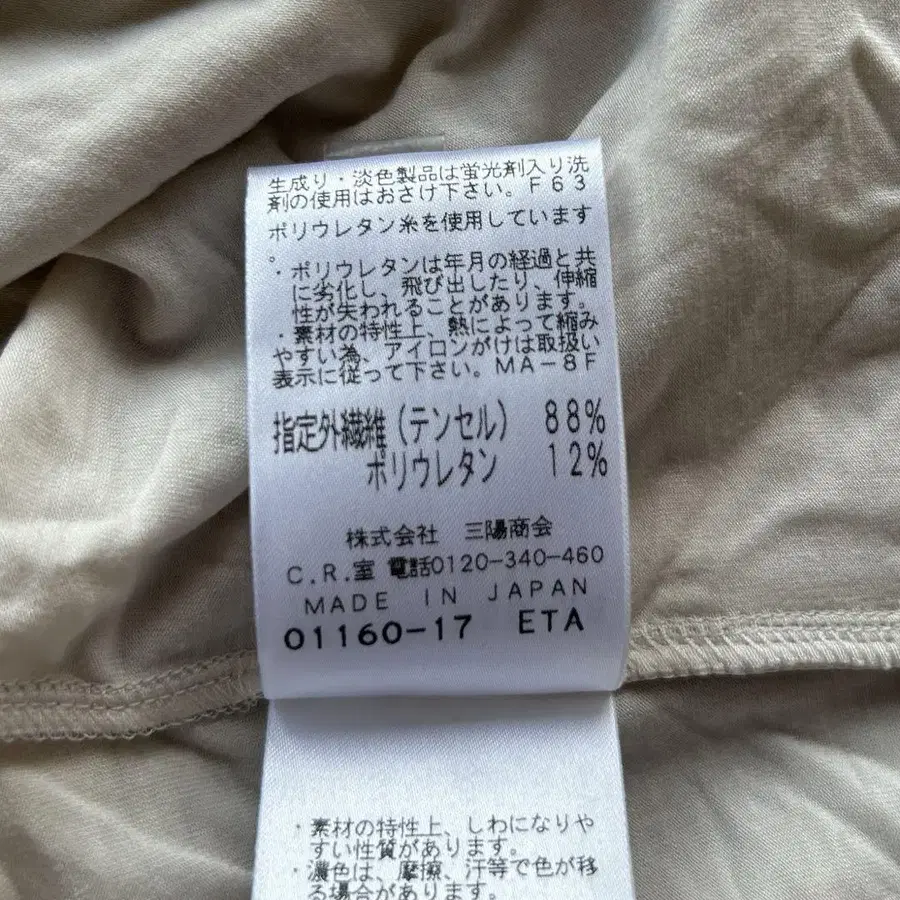 生成り・淡色製品は蛍光剤入り洗
剤の使用はおさけ下さい。F63
ポリウレタン糸を使用しています
。
・ポリウレタンは年月の経過と共
に劣化し、飛び出したり、伸縮
性が失われることがあります。
・素材の特性上、熱によって縮み
やすい為、アイロンがけは取扱い
表示に従って下さい。MA-8F
指定外繊維(テンセル) 88%
ポリウレタン 12%
株式会社 三陽商会
C.R.室 電話0120-340-460
MADE IN JAPAN
01160-17 ETA
・素材の特性上、しわになりや
すい性質があります。
・濃色は、摩擦、汗等で色が移
る場合があります。